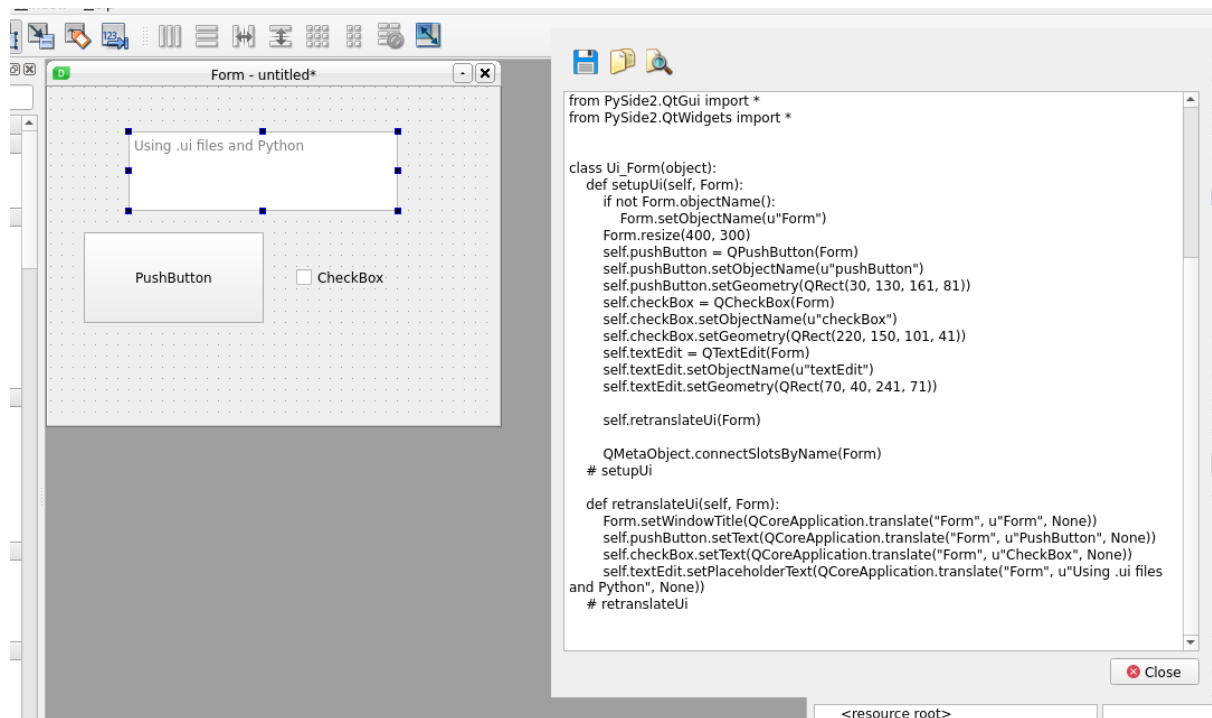 123
Form - untitled*
Using .ui files and Python
PushButton
CheckBox
from PySide2.QtGui import *
from PySide2.QtWidgets import *
class Ui_Form(object):
def setupUi(self, Form):
if not Form.objectName():
Form.setObjectName(u"Form")
Form.resize(400, 300)
self.pushButton = QPushButton(Form)
self.pushButton.setObjectName(u"pushButton")
self.pushButton.setGeometry(QRect(30, 130, 161, 81))
self.checkBox = QCheckBox(Form)
self.checkBox.setObjectName(u"checkBox")
self.checkBox.setGeometry(QRect(220, 150, 101, 41))
self.textEdit = QTextEdit(Form)
self.textEdit.setObjectName(u"textEdit")
self.textEdit.setGeometry(QRect(70, 40, 241, 71))
self.retranslateUi(Form)
QMetaObject.connectSlotsByName(Form)
# setupUi
def retranslateUi(self, Form):
Form.setWindowTitle(QCoreApplication.translate("Form", u"Form", None))
self.pushButton.setText(QCoreApplication.translate("Form", u"PushButton", None))
self.checkBox.setText(QCoreApplication.translate("Form", u"CheckBox", None))
self.textEdit.setPlaceholderText(QCoreApplication.translate("Form", u"Using .ui files
and Python", None))
# retranslateUi
Close
<resource root>